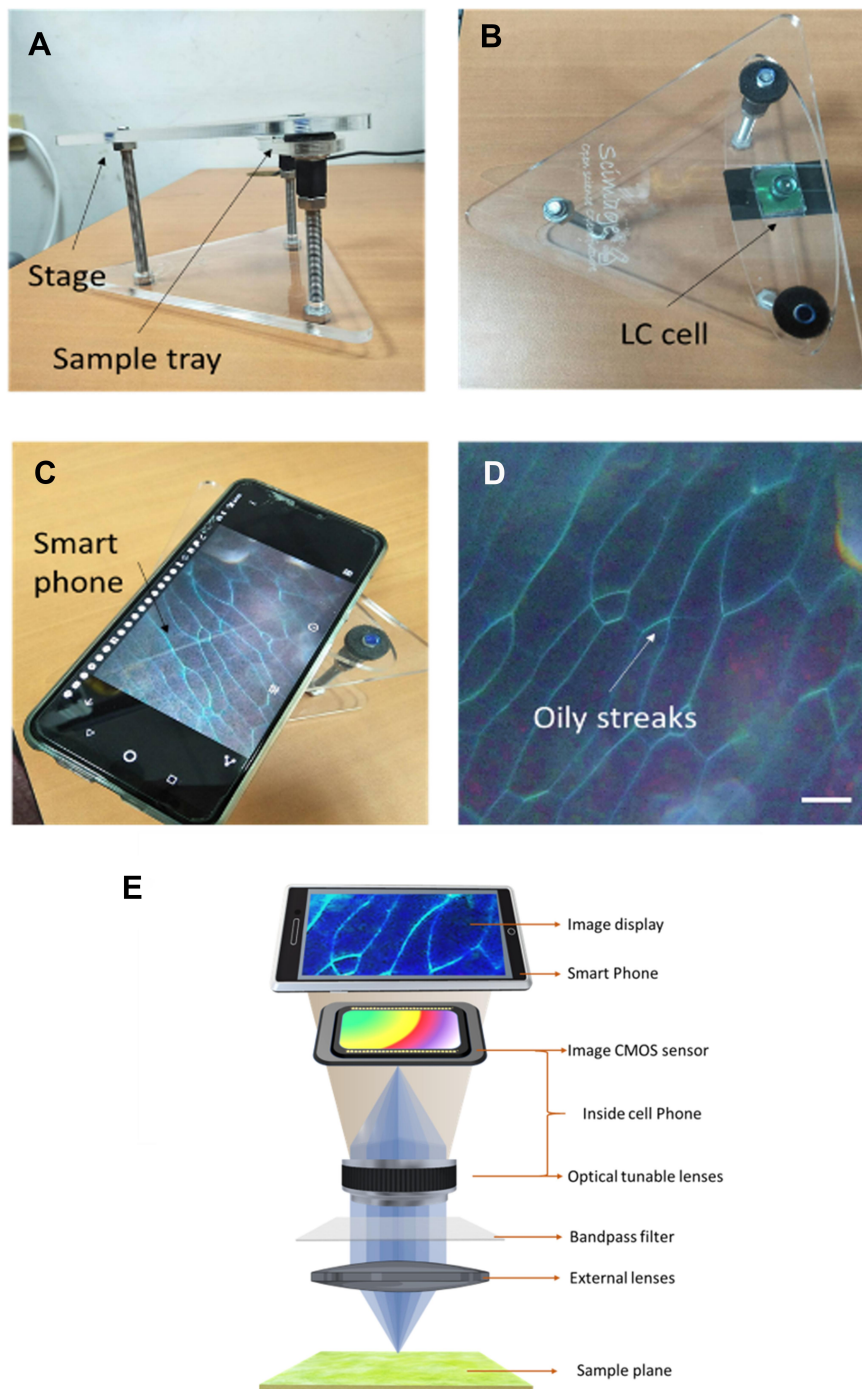 A
Stage
Sample tray
B
LC cell
C
Smart
phone
D
Oily streaks
E
Image display
Smart Phone
Image CMOS sensor
Inside cell Phone
Optical tunable lenses
Bandpass filter
External lenses
Sample plane